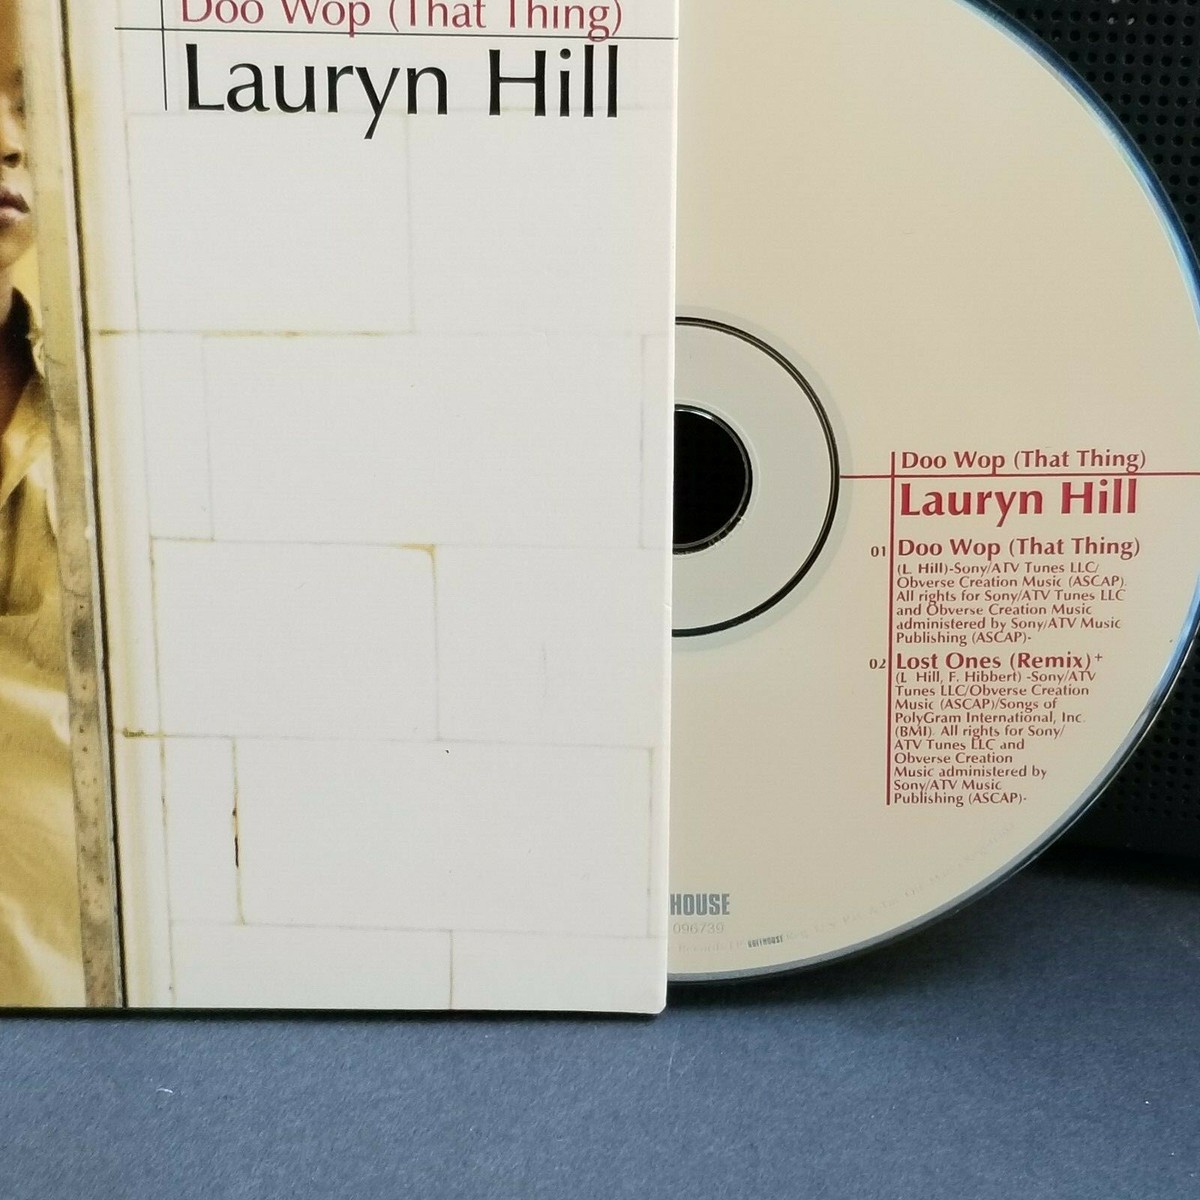 Doo Wop (That Thing)
Lauryn Hill
Doo Wop (That Thing)
Lauryn Hill
01 Doo Wop (That Thing)
(L. Hill)-Sony/ATV Tunes LLC/
Obverse Creation Music (ASCAP).
All rights for Sony/ATV Tunes LLC
and Obverse Creation Music
administered by Sony/ATV Music
Publishing (ASCAP)-
02 Lost Ones (Remix)+
(L Hill, F. Hibbert) -Sony/ATV
Tunes LLC/Obverse Creation
Music (ASCAP)/Songs of
PolyGram International, Inc.
(BMI). All rights for Sony/
ATV Tunes LLC and
Obverse Creation
Music administered by
Sony/ATV Music
Publishing (ASCAP)-
HOUSE
096739
RUFFHOUSE